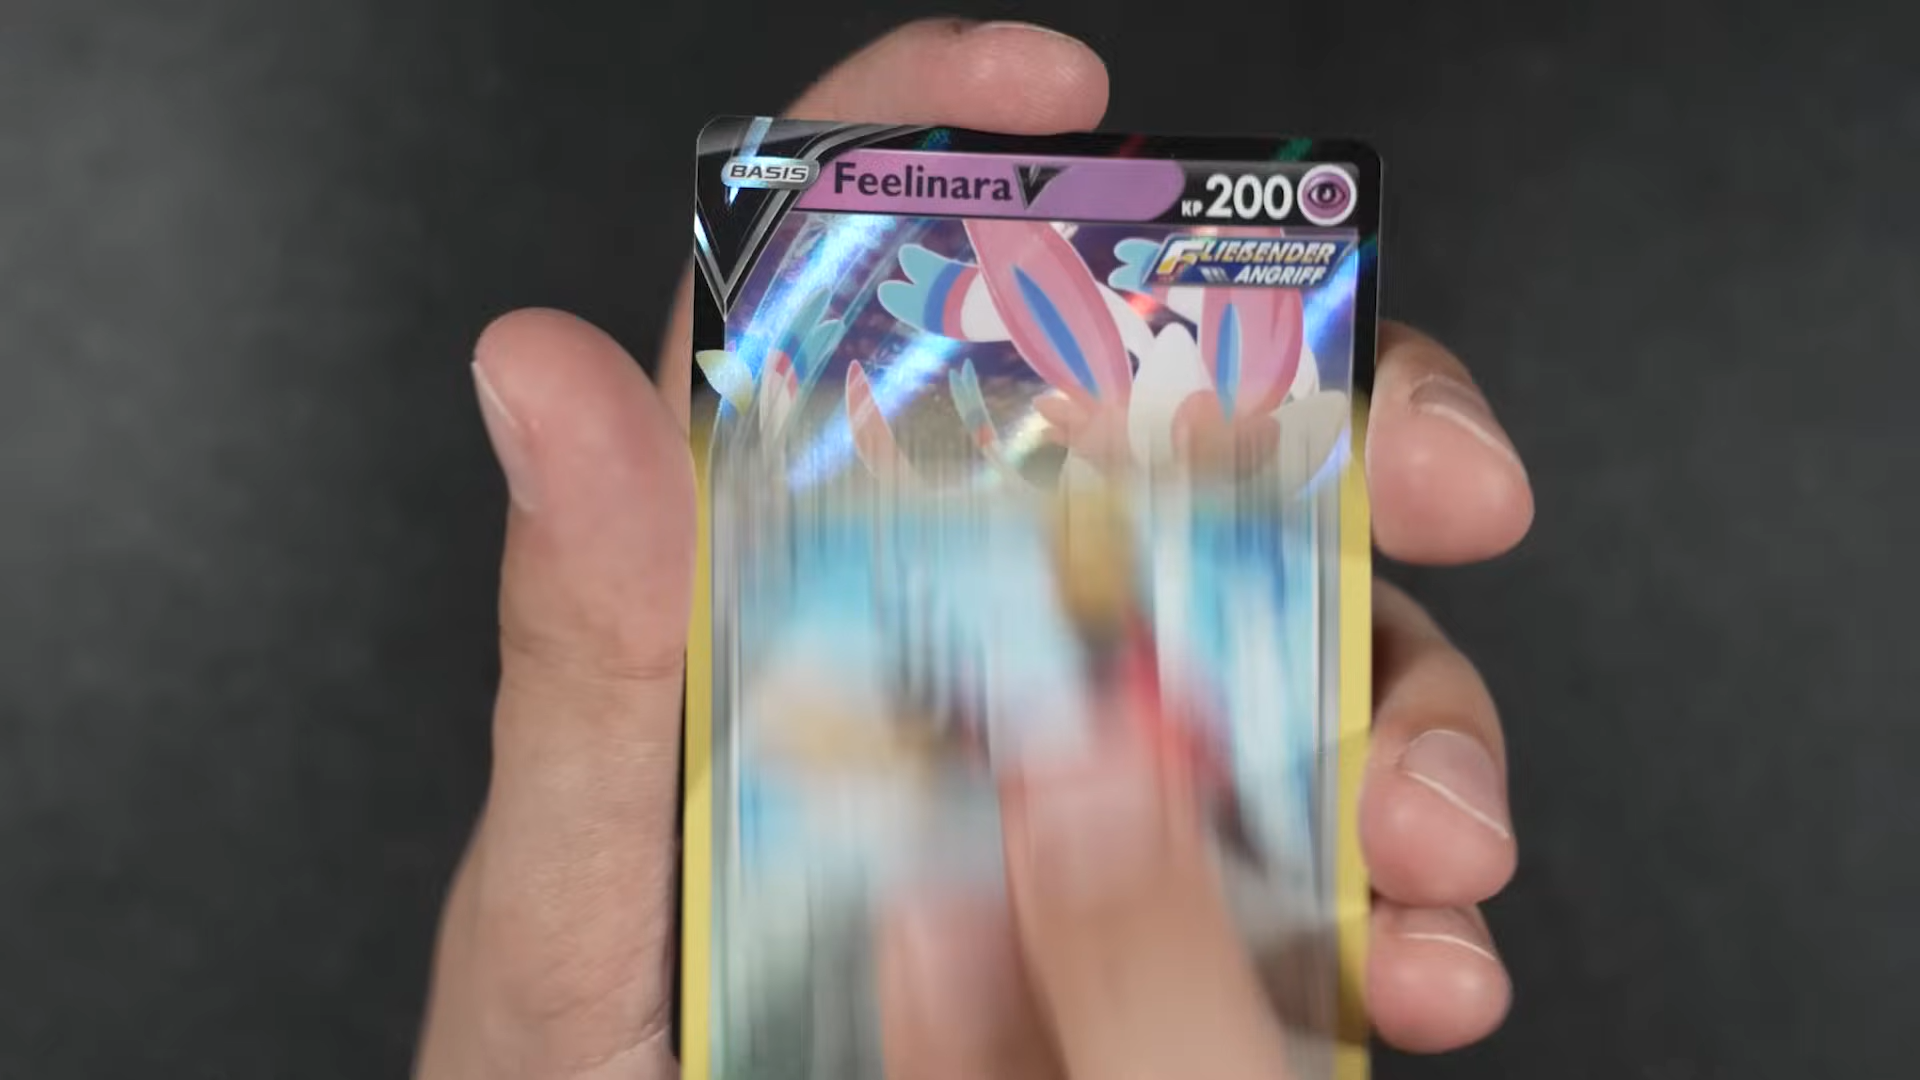 BASIS
Feelinara V
KP 200
FLIEẞENDER
ANGRIFF